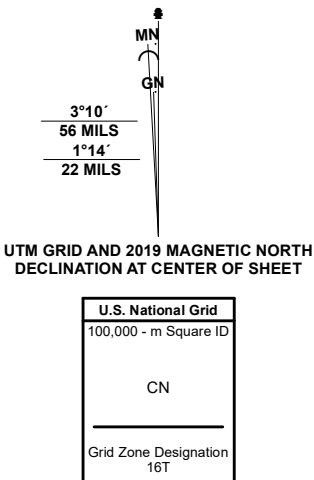 MN
GN
3°10´
56 MILS
1°14´
22 MILS
UTM GRID AND 2019 MAGNETIC NORTH
DECLINATION AT CENTER OF SHEET
U.S. National Grid
100,000 - m Square ID
CN
Grid Zone Designation
16T